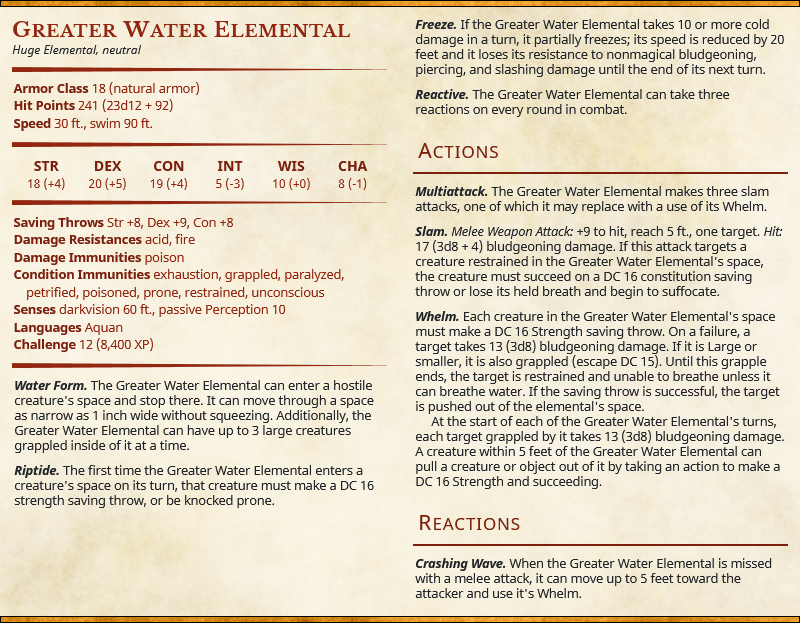 Greater Water Elemental
Huge Elemental, neutral
Armor Class 18 (natural armor)
Hit Points 241 (23d12 + 92)
Speed 30 ft., swim 90 ft.
STR DEX CON INT WIS CHA
18 (+4) 20 (+5) 19 (+4) 5 (-3) 10 (+0) 8 (-1)
Saving Throws Str +8, Dex +9, Con +8
Damage Resistances acid, fire
Damage Immunities poison
Condition Immunities exhaustion, grappled, paralyzed,
petrified, poisoned, prone, restrained, unconscious
Senses darkvision 60 ft., passive Perception 10
Languages Aquan
Challenge 12 (8,400 XP)
Water Form. The Greater Water Elemental can enter a hostile
creature's space and stop there. It can move through a space
as narrow as 1 inch wide without squeezing. Additionally, the
Greater Water Elemental can have up to 3 large creatures
grappled inside of it at a time.
Riptide. The first time the Greater Water Elemental enters a
creature's space on its turn, that creature must make a DC 16
strength saving throw, or be knocked prone.
Freeze. If the Greater Water Elemental takes 10 or more cold
damage in a turn, it partially freezes; its speed is reduced by 20
feet and it loses its resistance to nonmagical bludgeoning,
piercing, and slashing damage until the end of its next turn.
Reactive. The Greater Water Elemental can take three
reactions on every round in combat.
Actions
Multiattack. The Greater Water Elemental makes three slam
attacks, one of which it may replace with a use of its Whelm.
Slam. Melee Weapon Attack: +9 to hit, reach 5 ft., one target. Hit:
17 (3d8 + 4) bludgeoning damage. If this attack targets a
creature restrained in the Greater Water Elemental's space,
the creature must succeed on a DC 16 constitution saving
throw or lose its held breath and begin to suffocate.
Whelm. Each creature in the Greater Water Elemental's space
must make a DC 16 Strength saving throw. On a failure, a
target takes 13 (3d8) bludgeoning damage. If it is Large or
smaller, it is also grappled (escape DC 15). Until this grapple
ends, the target is restrained and unable to breathe unless it
can breathe water. If the saving throw is successful, the target
is pushed out of the elemental's space.
At the start of each of the Greater Water Elemental's turns,
each target grappled by it takes 13 (3d8) bludgeoning damage.
A creature within 5 feet of the Greater Water Elemental can
pull a creature or object out of it by taking an action to make a
DC 16 Strength and succeeding.
Reactions
Crashing Wave. When the Greater Water Elemental is missed
with a melee attack, it can move up to 5 feet toward the
attacker and use it's Whelm.